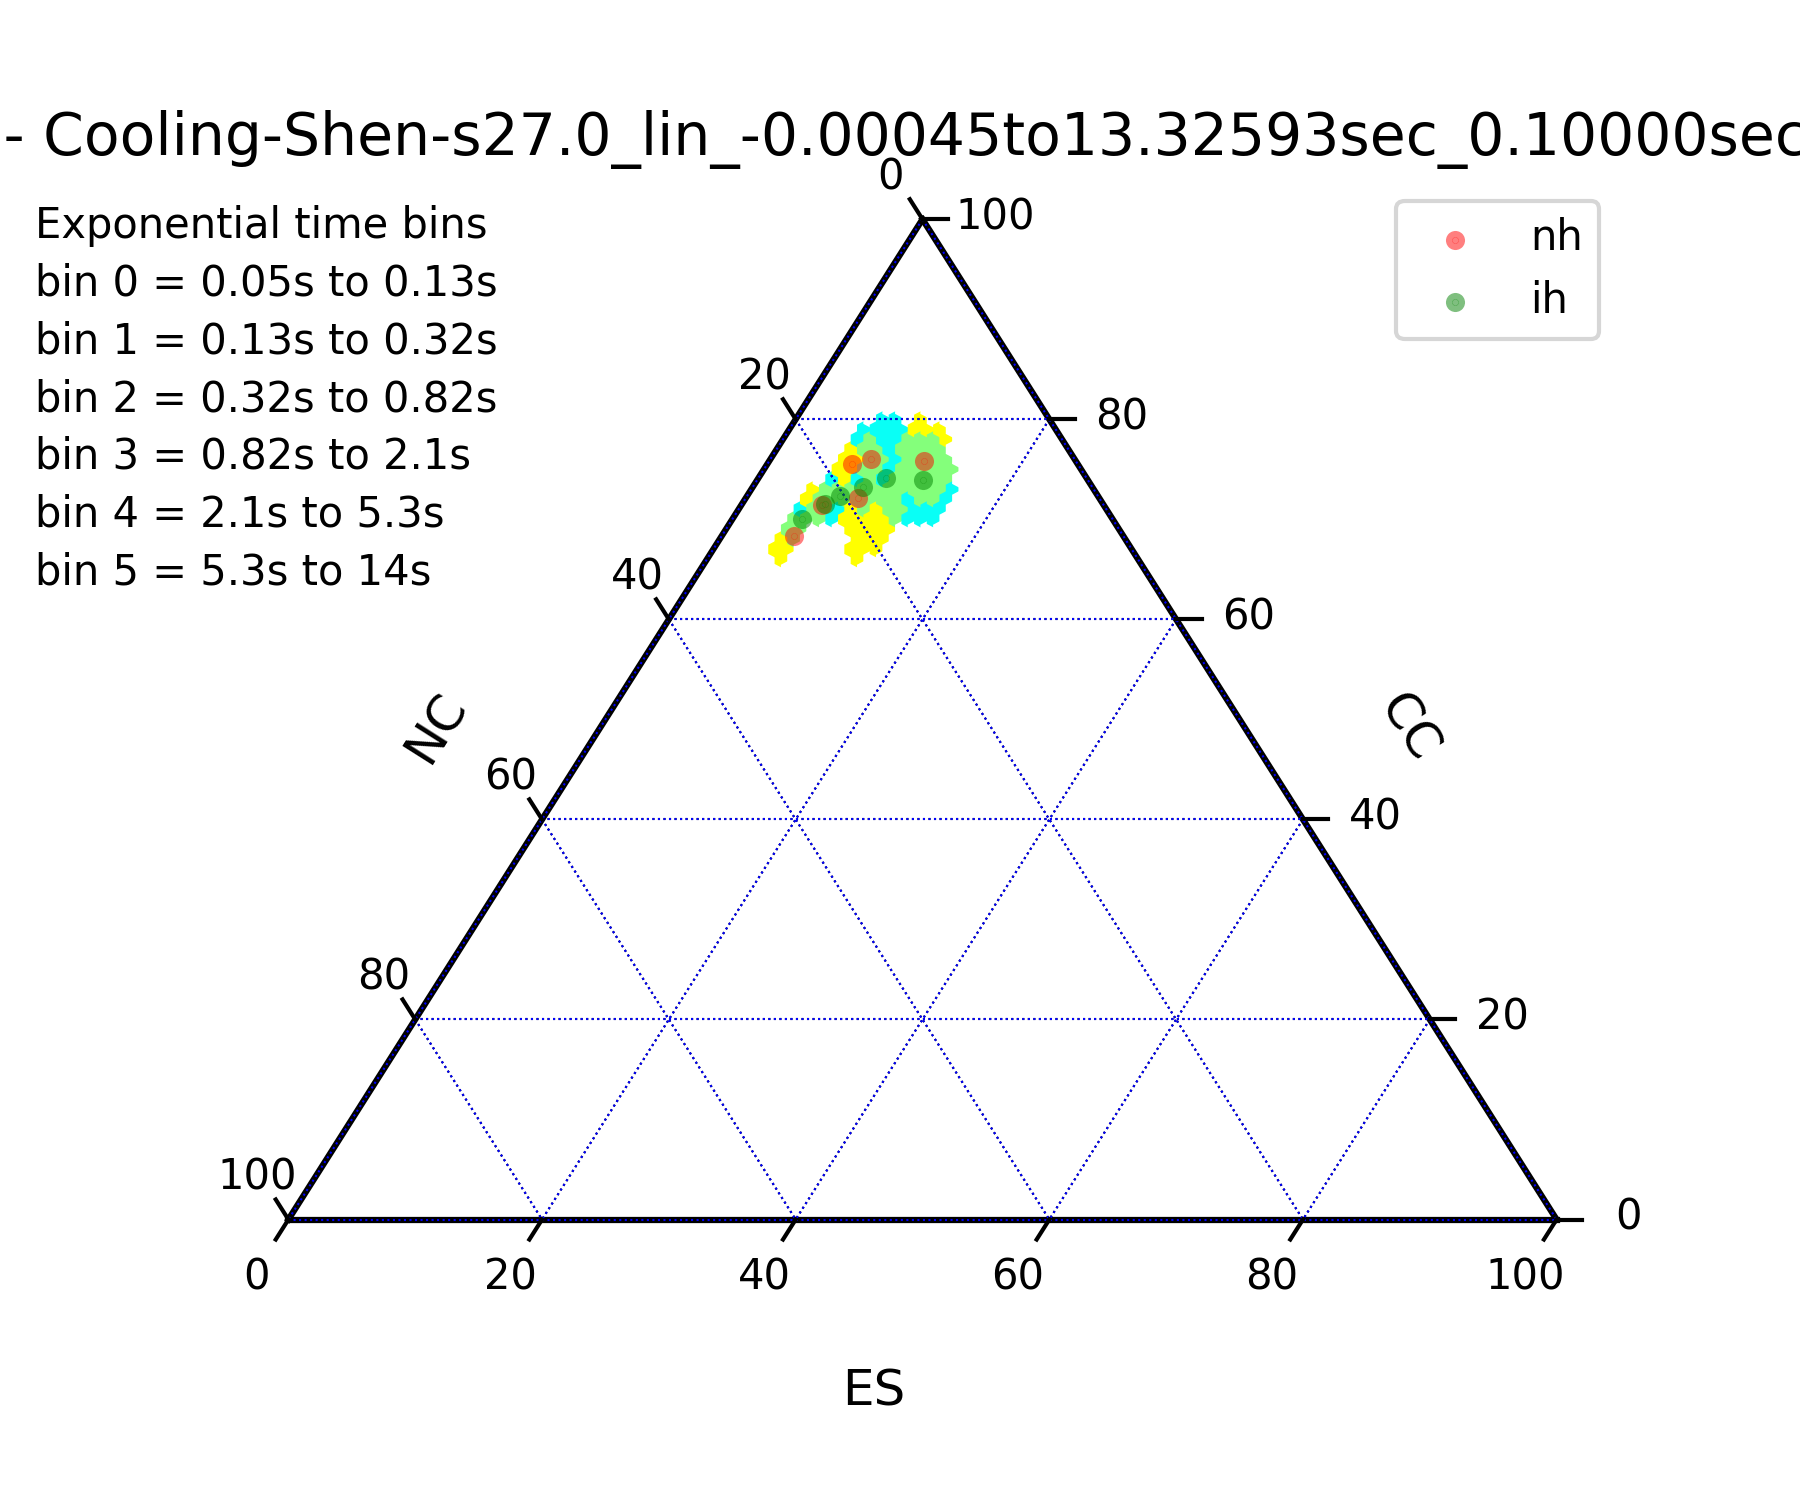 - Cooling-Shen-s27.0_lin_-0.00045to13.32593sec_0.10000sec
Exponential time bins
bin 0 = 0.05s to 0.13s
bin 1 = 0.13s to 0.32s
bin 2 = 0.32s to 0.82s
bin 3 = 0.82s to 2.1s
bin 4 = 2.1s to 5.3s
bin 5 = 5.3s to 14s
nh
ih
0
20
40
60
80
100
NC
100
80
60
40
20
0
CC
0
20
40
60
80
100
ES